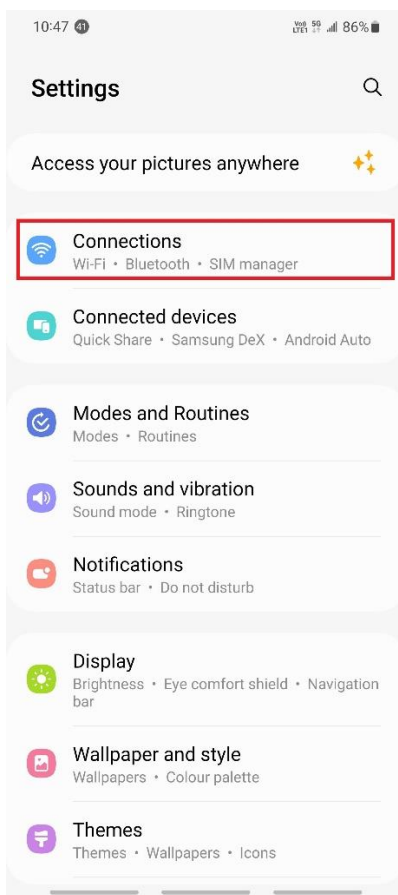 10:47 41 Vo9 5G LTE1 86%
Settings
Access your pictures anywhere
Connections
Wi-Fi • Bluetooth • SIM manager
Connected devices
Quick Share • Samsung DeX • Android Auto
Modes and Routines
Modes • Routines
Sounds and vibration
Sound mode • Ringtone
Notifications
Status bar • Do not disturb
Display
Brightness • Eye comfort shield • Navigation
bar
Wallpaper and style
Wallpapers • Colour palette
Themes
Themes • Wallpapers • Icons